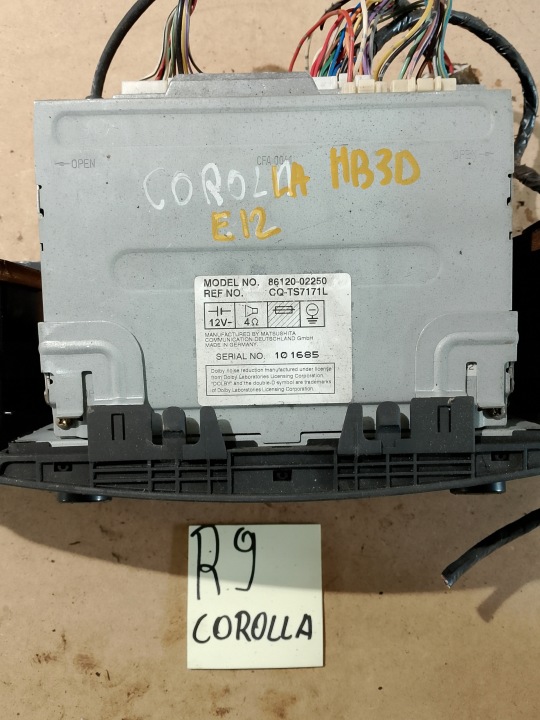 ← OPEN
CFA-0044
OPEN →
COROLLA HB3D
E12
MODEL NO. 86120-02250
REF NO. CQ-TS7171L
12V⎓ 4Ω
MANUFACTURED BY MATSUSHITA
COMMUNICATION DEUTSCHLAND GmbH
MADE IN GERMANY
SERIAL NO. 101685
Dolby noise reduction manufactured under license
from Dolby Laboratories Licensing Corporation.
"DOLBY" and the double-D symbol are trademarks
of Dolby Laboratories Licensing Corporation.
R9
COROLLA